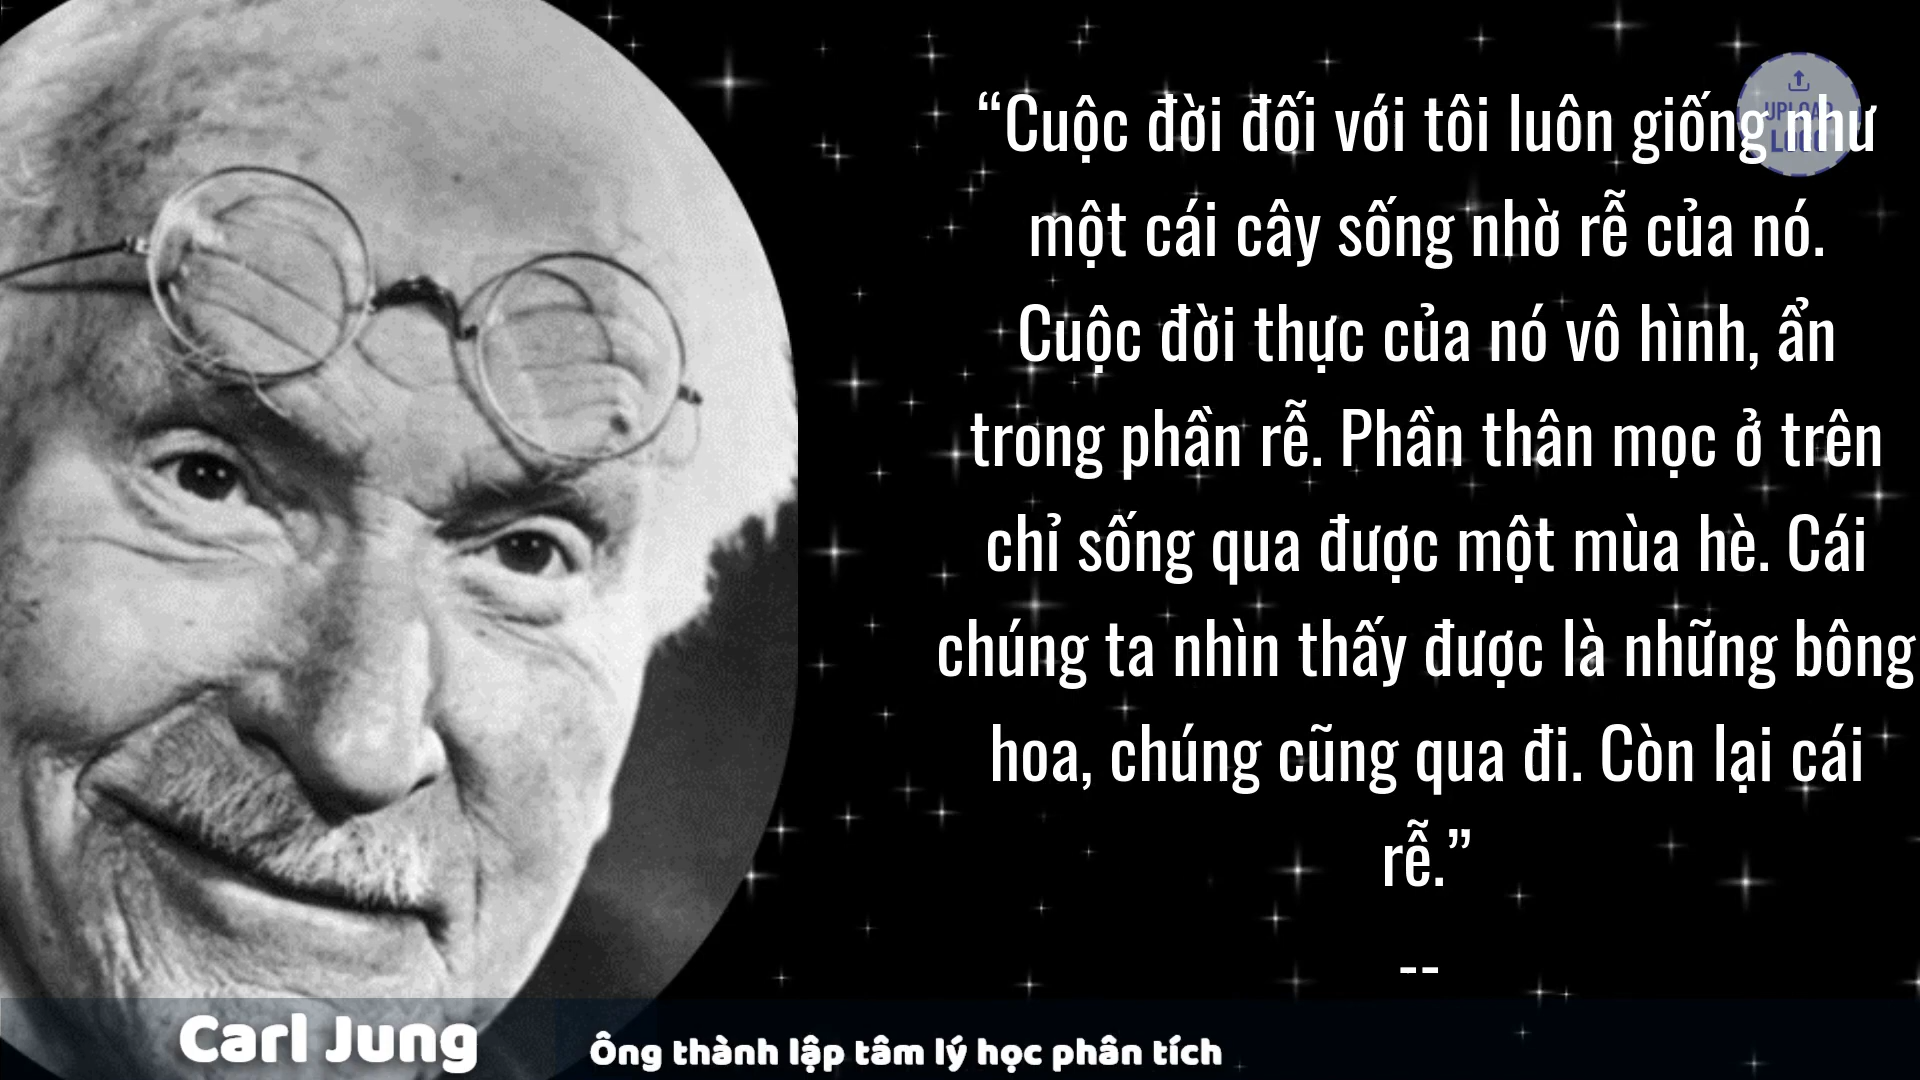 “Cuộc đời đối với tôi luôn giống như
một cái cây sống nhờ rễ của nó.
Cuộc đời thực của nó vô hình, ẩn
trong phần rễ. Phần thân mọc ở trên
chỉ sống qua được một mùa hè. Cái
chúng ta nhìn thấy được là những bông
hoa, chúng cũng qua đi. Còn lại cái
rễ.”
--
UPLOAD
LOGO
Carl Jung
Ông thành lập tâm lý học phân tích